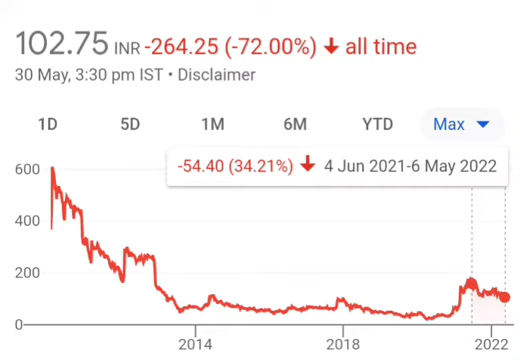 102.75 INR -264.25 (-72.00%) ↓ all time
30 May, 3:30 pm IST • Disclaimer
1D 5D 1M 6M YTD Max
-54.40 (34.21%) ↓ 4 Jun 2021-6 May 2022
600
400
200
0
2014 2018 2022